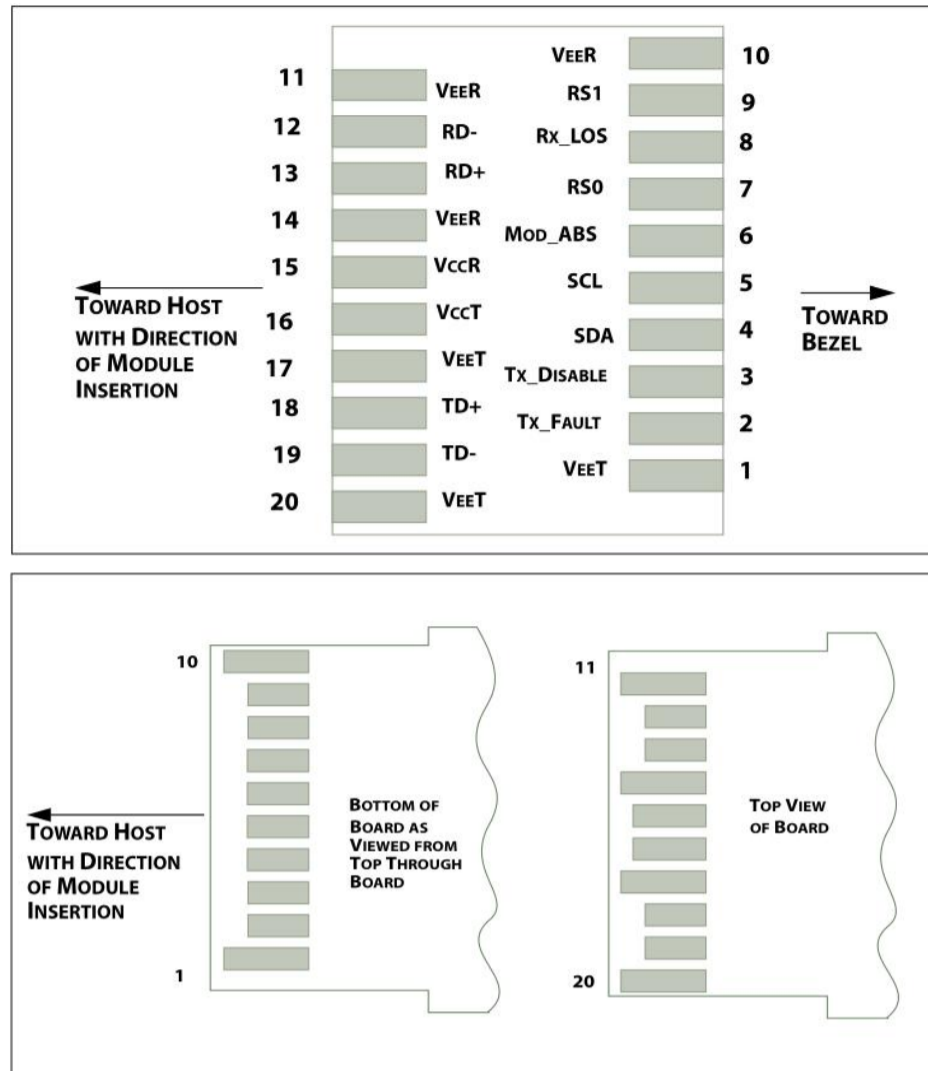 VEER 10
11 VEER RS1 9
12 RD- RX_LOS 8
13 RD+ RS0 7
14 VEER MOD_ABS 6
15 VCCR SCL 5
16 VCCT SDA 4
17 VEET TX_DISABLE 3
18 TD+ TX_FAULT 2
19 TD- VEET 1
20 VEET
TOWARD HOST
WITH DIRECTION
OF MODULE
INSERTION
TOWARD
BEZEL
10
1
TOWARD HOST
WITH DIRECTION
OF MODULE
INSERTION
BOTTOM OF
BOARD AS
VIEWED FROM
TOP THROUGH
BOARD
11
20
TOP VIEW
OF BOARD